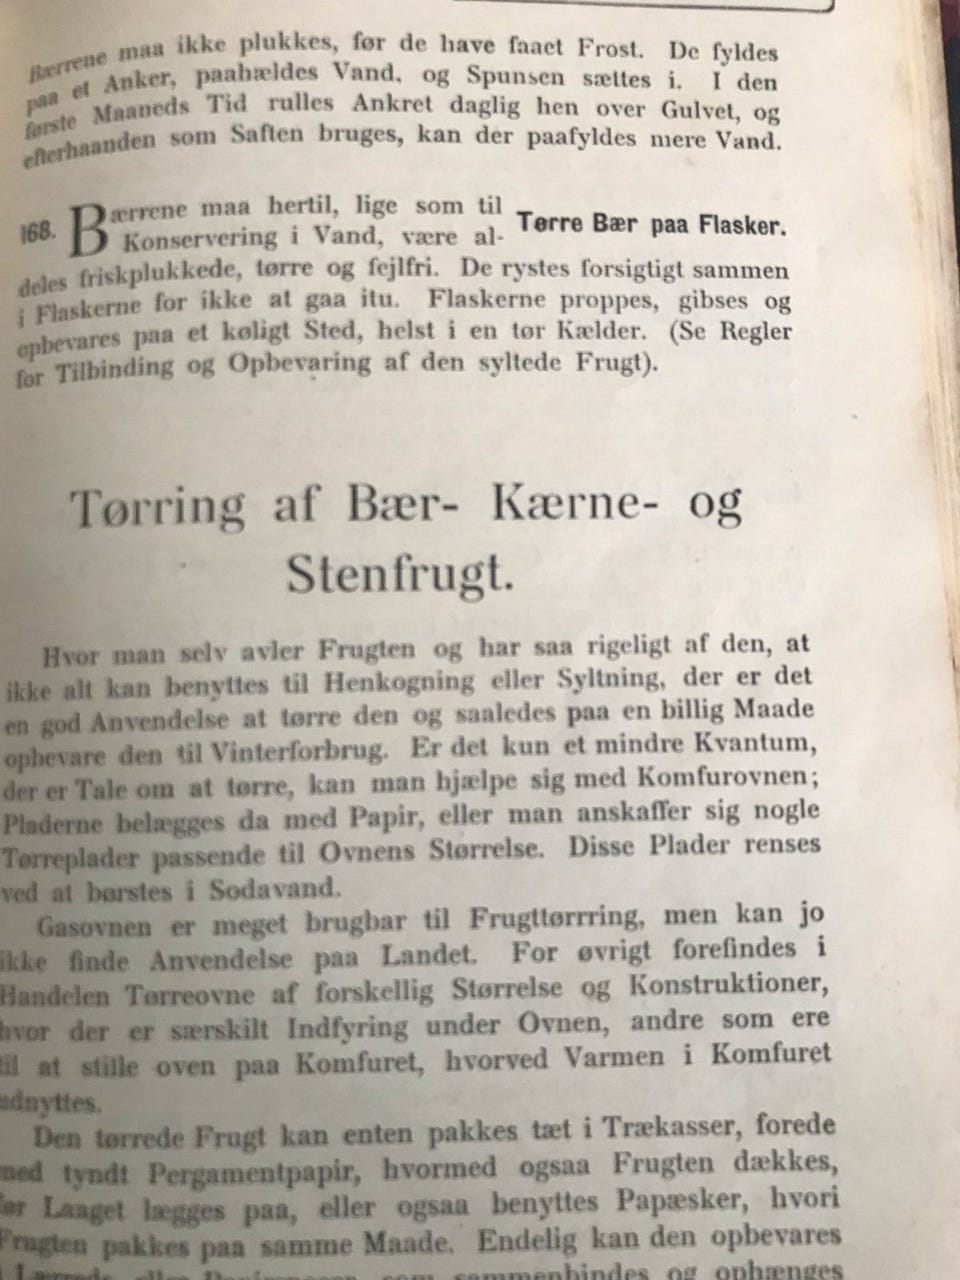 Bærrene maa ikke plukkes, før de have faaet Frost. De fyldes
paa et Anker, paahældes Vand, og Spunsen sættes i. I den
første Maaneds Tid rulles Ankret daglig hen over Gulvet, og
efterhaanden som Saften bruges, kan der paafyldes mere Vand.
Tørre Bær paa Flasker.
168. Bærrene maa hertil, lige som til
Konservering i Vand, være al-
deles friskplukkede, tørre og fejlfri. De rystes forsigtigt sammen
i Flaskerne for ikke at gaa itu. Flaskerne proppes, gibses og
opbevares paa et køligt Sted, helst i en tør Kælder. (Se Regler
for Tilbinding og Opbevaring af den syltede Frugt).
Tørring af Bær- Kærne- og
Stenfrugt.
Hvor man selv avler Frugten og har saa rigeligt af den, at
ikke alt kan benyttes til Henkogning eller Syltning, der er det
en god Anvendelse at tørre den og saaledes paa en billig Maade
opbevare den til Vinterforbrug. Er det kun et mindre Kvantum,
der er Tale om at tørre, kan man hjælpe sig med Komfurovnen;
Pladerne belægges da med Papir, eller man anskaffer sig nogle
Tørreplader passende til Ovnens Størrelse. Disse Plader renses
ved at børstes i Sodavand.
Gasovnen er meget brugbar til Frugttørrring, men kan jo
ikke finde Anvendelse paa Landet. For øvrigt forefindes i
Handelen Tørreovne af forskellig Størrelse og Konstruktioner,
hvor der er særskilt Indfyring under Ovnen, andre som ere
til at stille oven paa Komfuret, hvorved Varmen i Komfuret
udnyttes.
Den tørrede Frugt kan enten pakkes tæt i Trækasser, forede
med tyndt Pergamentpapir, hvormed ogsaa Frugten dækkes,
før Laaget lægges paa, eller ogsaa benyttes Papæsker, hvori
Frugten pakkes paa samme Maade. Endelig kan den opbevares
som sammenbindes og ophænges